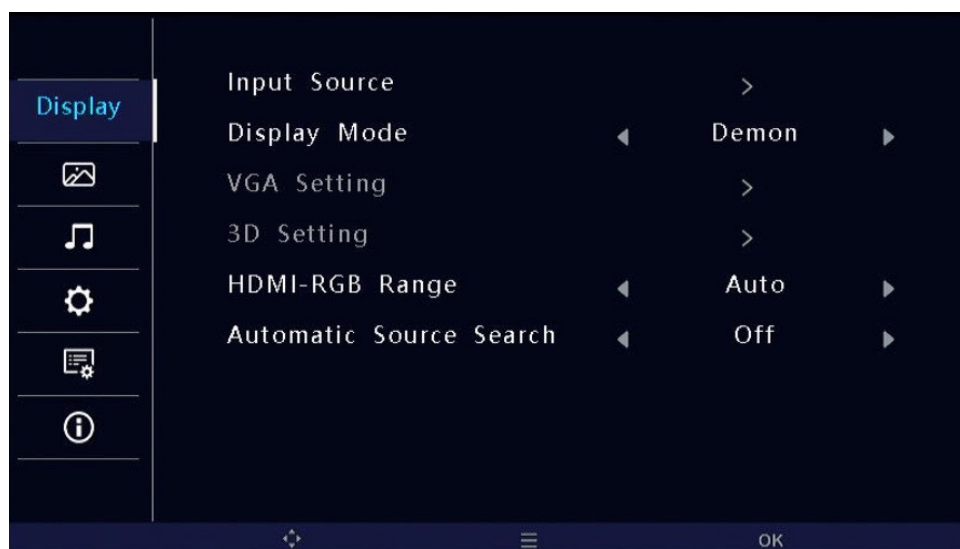 Display
Input Source
Display Mode Demon
VGA Setting
3D Setting
HDMI-RGB Range Auto
Automatic Source Search Off
OK